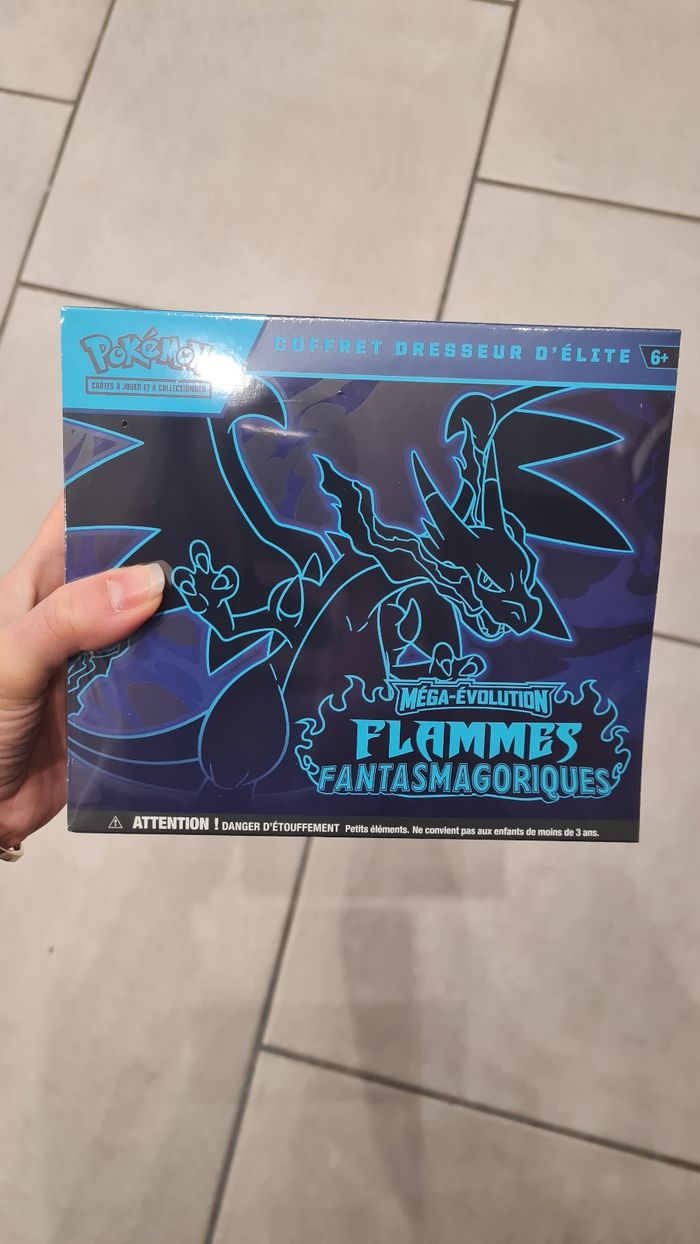 Pokémon
CARTES À JOUER ET À COLLECTIONNER
COFFRET DRESSEUR D'ÉLITE
6+
MÉGA-ÉVOLUTION
FLAMMES
FANTASMAGORIQUES
ATTENTION ! DANGER D'ÉTOUFFEMENT Petits éléments. Ne convient pas aux enfants de moins de 3 ans.